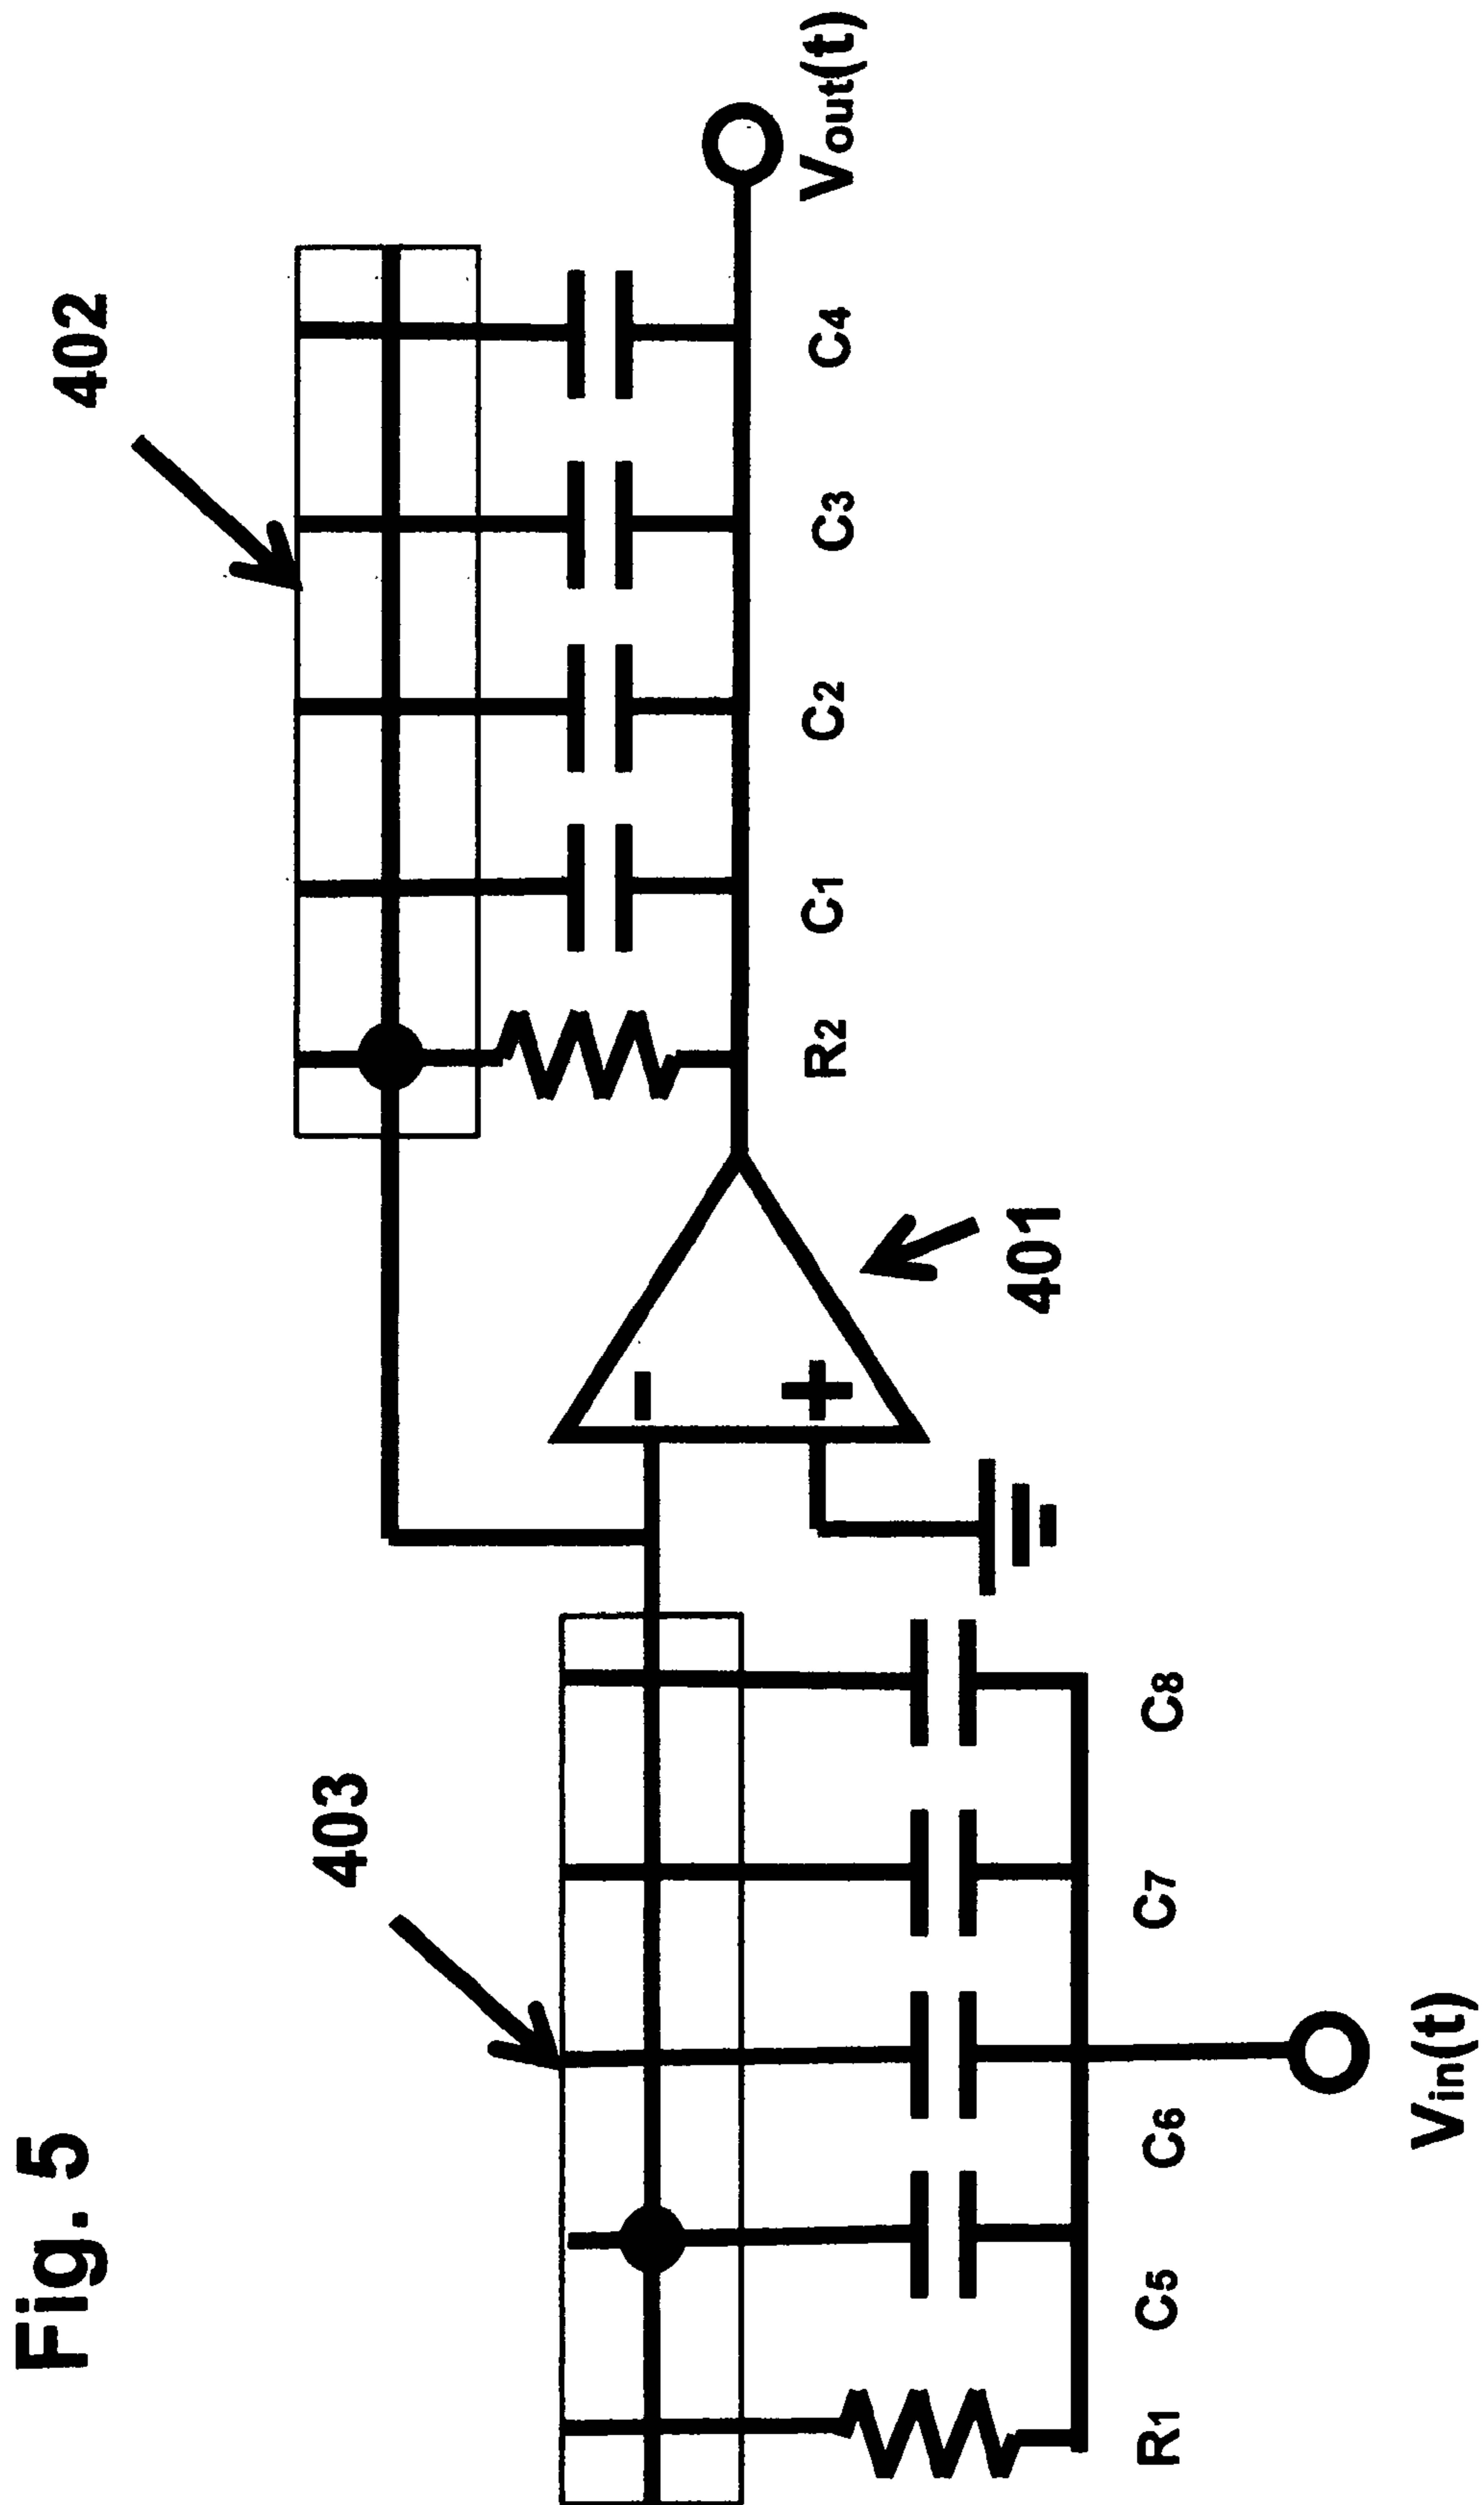 Fig. 5
402
403
R2
C1
C2
C3
C4
Vout(t)
-
+
401
R1
C5
C6
C7
C8
Vin(t)